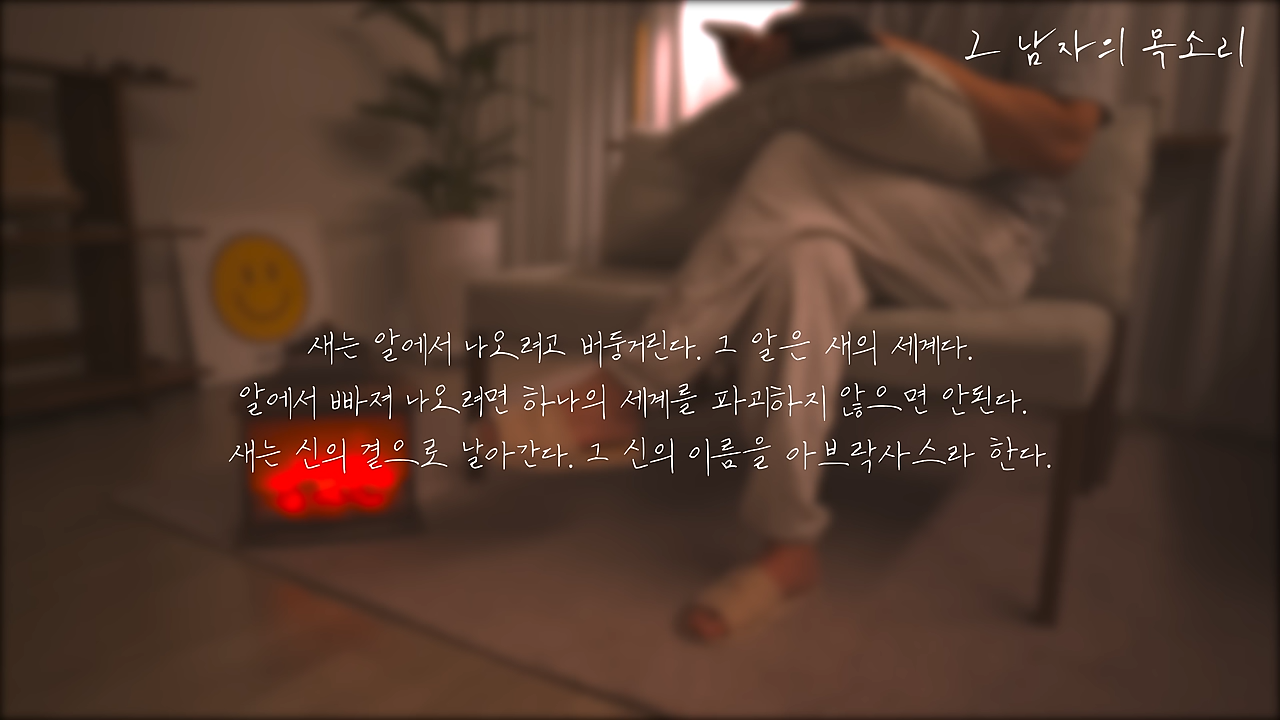 그 남자의 목소리
새는 알에서 나오려고 버둥거린다. 그 알은 새의 세계다.
알에서 빠져 나오려면 하나의 세계를 파괴하지 않으면 안된다.
새는 신의 곁으로 날아간다. 그 신의 이름을 아브락사스라 한다.